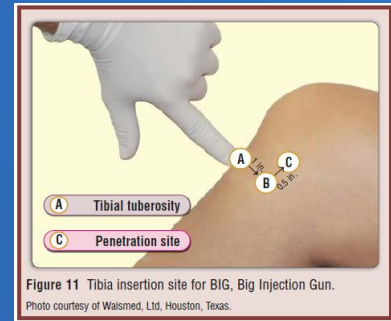 A
1 in.
B
C
0.5 in.
A Tibial tuberosity
C Penetration site
Figure 11 Tibia insertion site for BIG, Big Injection Gun.
Photo courtesy of Waismed, Ltd, Houston, Texas.